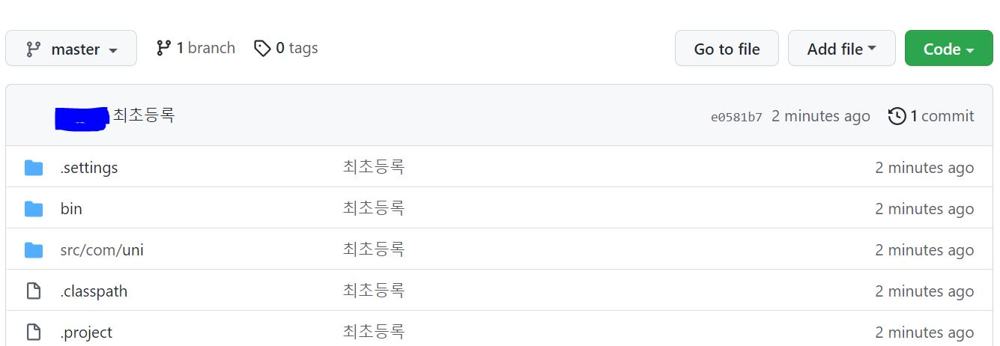 master 1 branch 0 tags Go to file Add file Code
최초등록 e0581b7 2 minutes ago 1 commit
.settings 최초등록 2 minutes ago
bin 최초등록 2 minutes ago
src/com/uni 최초등록 2 minutes ago
.classpath 최초등록 2 minutes ago
.project 최초등록 2 minutes ago